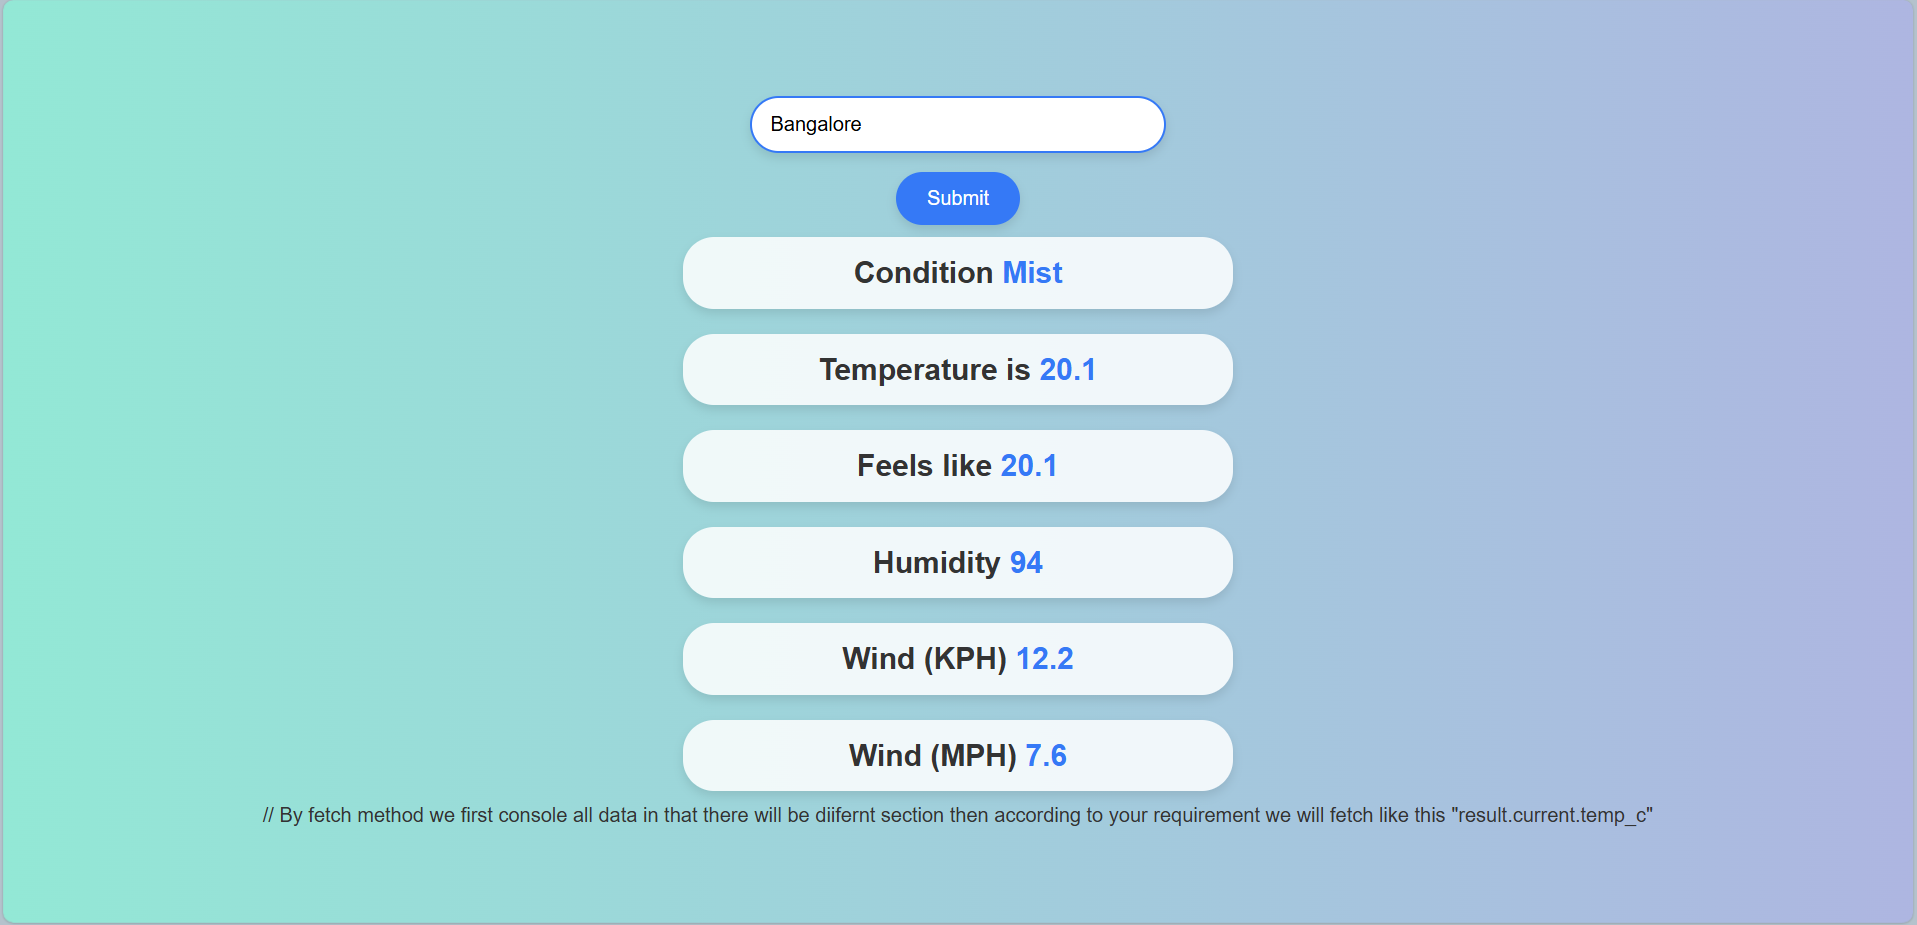 Bangalore
Submit
Condition Mist
Temperature is 20.1
Feels like 20.1
Humidity 94
Wind (KPH) 12.2
Wind (MPH) 7.6
// By fetch method we first console all data in that there will be diifernt section then according to your requirement we will fetch like this "result.current.temp_c"